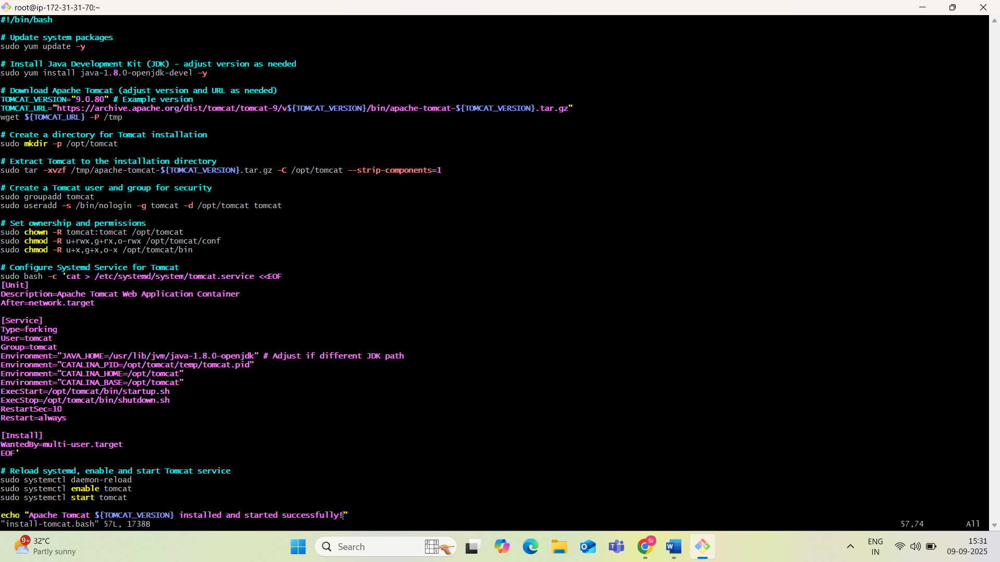 root@ip-172-31-31-70:~
#!/bin/bash

# Update system packages
sudo yum update -y

# Install Java Development Kit (JDK) - adjust version as needed
sudo yum install java-1.8.0-openjdk-devel -y

# Download Apache Tomcat (adjust version and URL as needed)
TOMCAT_VERSION="9.0.80" # Example version
TOMCAT_URL="https://archive.apache.org/dist/tomcat/tomcat-9/v${TOMCAT_VERSION}/bin/apache-tomcat-${TOMCAT_VERSION}.tar.gz"
wget ${TOMCAT_URL} -P /tmp

# Create a directory for Tomcat installation
sudo mkdir -p /opt/tomcat

# Extract Tomcat to the installation directory
sudo tar -xvzf /tmp/apache-tomcat-${TOMCAT_VERSION}.tar.gz -C /opt/tomcat --strip-components=1

# Create a Tomcat user and group for security
sudo groupadd tomcat
sudo useradd -s /bin/nologin -g tomcat -d /opt/tomcat tomcat

# Set ownership and permissions
sudo chown -R tomcat:tomcat /opt/tomcat
sudo chmod -R u+rwx,g+rx,o-rwx /opt/tomcat/conf
sudo chmod -R u+x,g+x,o-x /opt/tomcat/bin

# Configure Systemd Service for Tomcat
sudo bash -c 'cat > /etc/systemd/system/tomcat.service <<EOF
[Unit]
Description=Apache Tomcat Web Application Container
After=network.target

[Service]
Type=forking
User=tomcat
Group=tomcat
Environment="JAVA_HOME=/usr/lib/jvm/java-1.8.0-openjdk" # Adjust if different JDK path
Environment="CATALINA_PID=/opt/tomcat/temp/tomcat.pid"
Environment="CATALINA_HOME=/opt/tomcat"
Environment="CATALINA_BASE=/opt/tomcat"
ExecStart=/opt/tomcat/bin/startup.sh
ExecStop=/opt/tomcat/bin/shutdown.sh
RestartSec=10
Restart=always

[Install]
WantedBy=multi-user.target
EOF'

# Reload systemd, enable and start Tomcat service
sudo systemctl daemon-reload
sudo systemctl enable tomcat
sudo systemctl start tomcat

echo "Apache Tomcat ${TOMCAT_VERSION} installed and started successfully!"
"install-tomcat.bash" 57L, 1738B 57,74 All
9+ 32°C
Partly sunny
Search
Sr
ENG
IN
15:31
09-09-2025